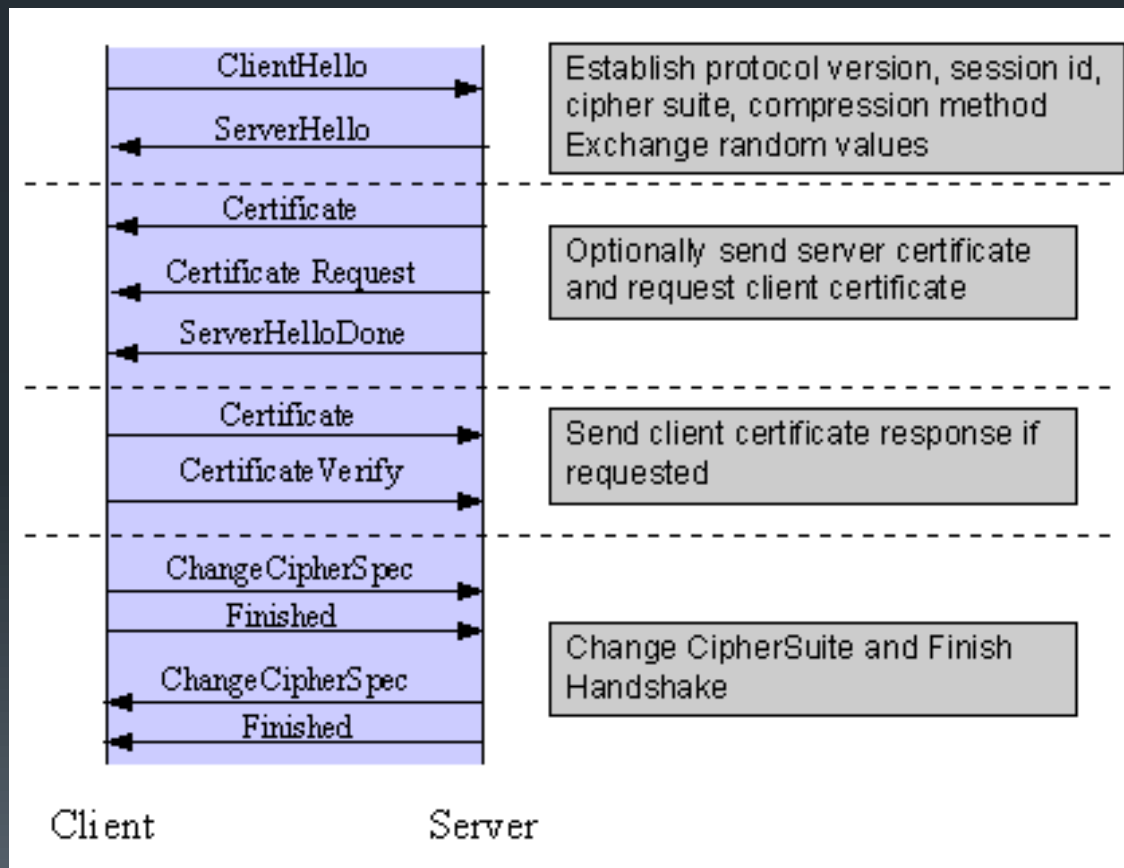 ClientHello
Establish protocol version, session id,
cipher suite, compression method
Exchange random values
ServerHello
Certificate
Optionally send server certificate
and request client certificate
Certificate Request
ServerHelloDone
Certificate
Send client certificate response if
requested
CertificateVerify
ChangeCipherSpec
Finished
Change CipherSuite and Finish
Handshake
ChangeCipherSpec
Finished
Client
Server